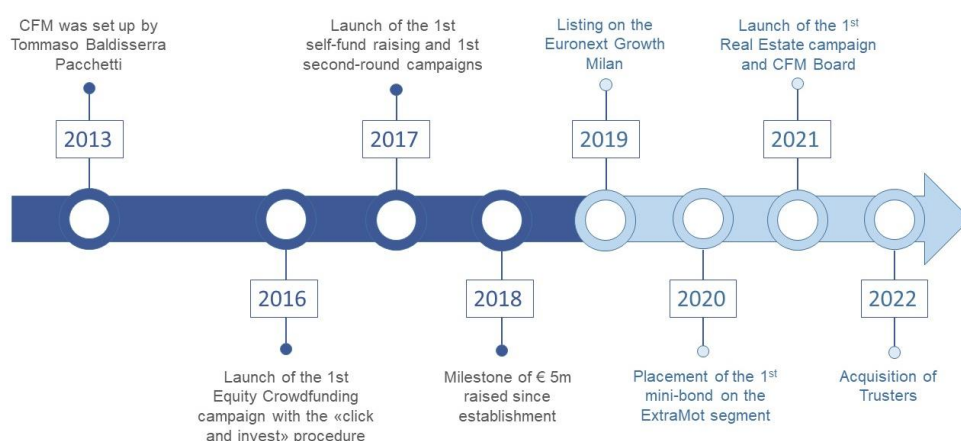 CFM was set up by
Tommaso Baldisserra
Pacchetti
2013
Launch of the 1st
self-fund raising and 1st
second-round campaigns
2017
Listing on the
Euronext Growth
Milan
2019
Launch of the 1st
Real Estate campaign
and CFM Board
2021
2016
Launch of the 1st
Equity Crowdfunding
campaign with the «click
and invest» procedure
2018
Milestone of € 5m
raised since
establishment
2020
Placement of the 1st
mini-bond on the
ExtraMot segment
2022
Acquisition of
Trusters